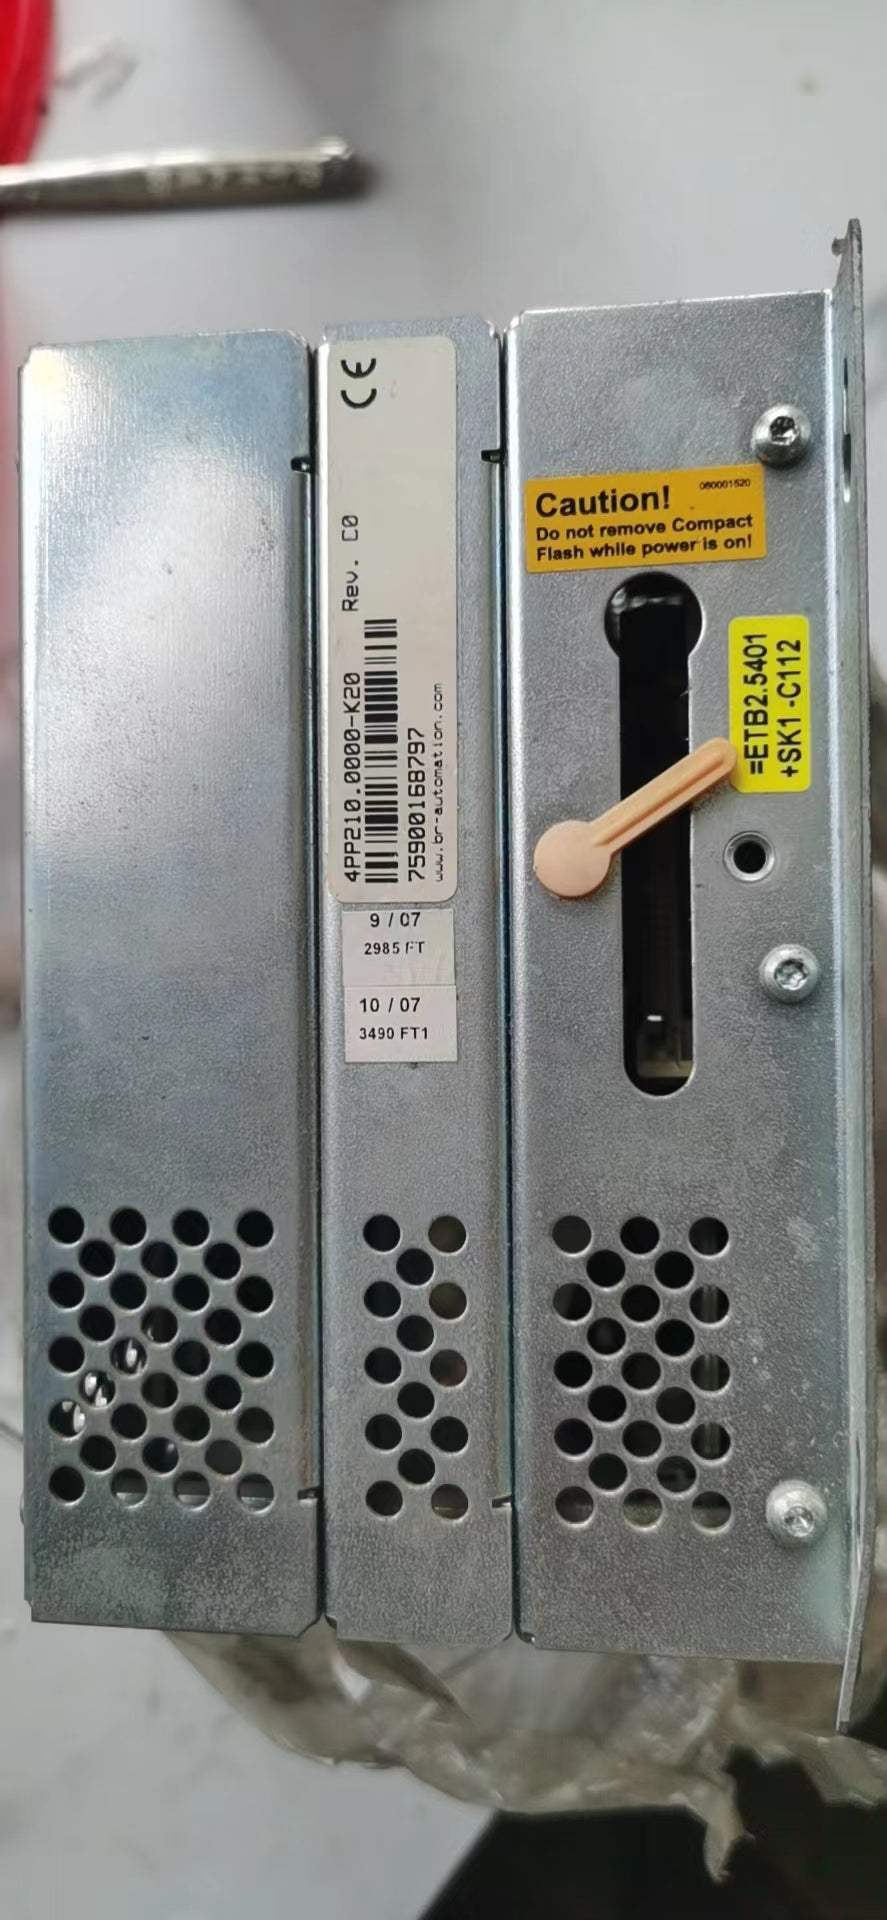 CE
4PP210.0000-K20 Rev. C0
75900168797
www.br-automation.com
9 / 07
2985 FT
10 / 07
3490 FT1
060001520
Caution!
Do not remove Compact
Flash while power is on!
=ETB2.5401
+SK1 -C112